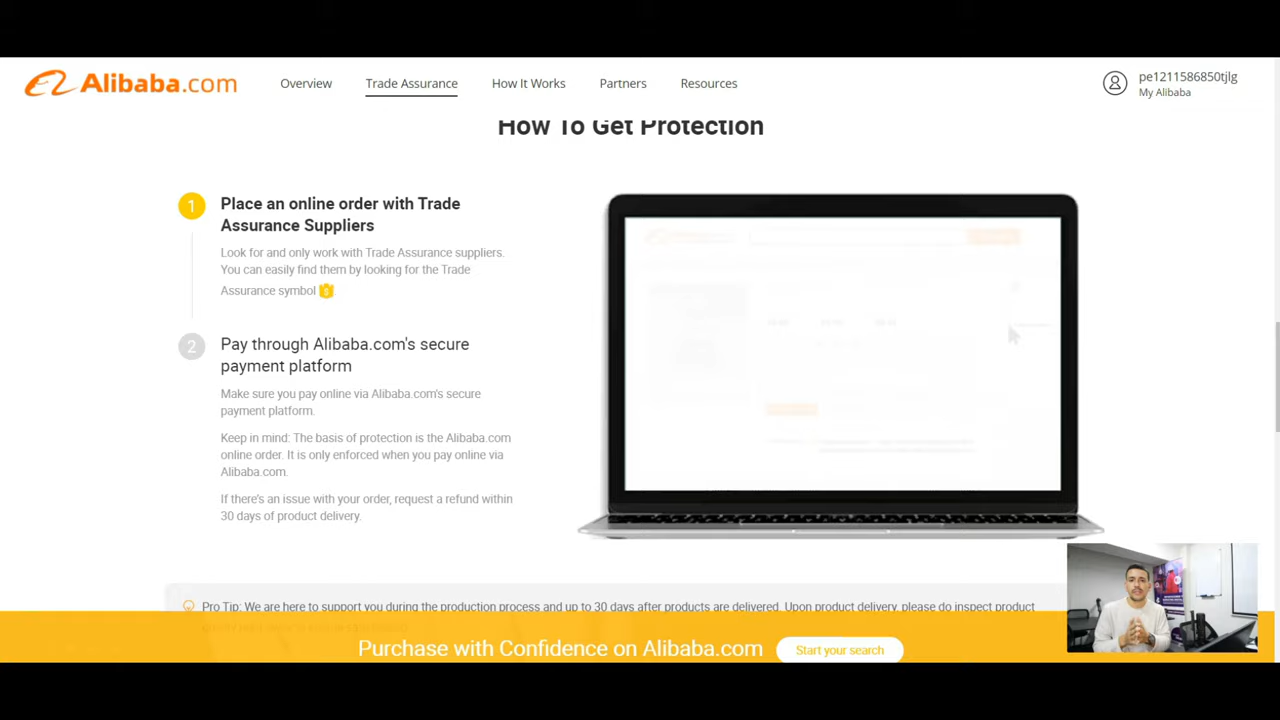 Alibaba.com
Overview
Trade Assurance
How It Works
Partners
Resources
pe1211586850tjlg
My Alibaba
How To Get Protection
1
Place an online order with Trade
Assurance Suppliers
Look for and only work with Trade Assurance suppliers.
You can easily find them by looking for the Trade
Assurance symbol
2
Pay through Alibaba.com's secure
payment platform
Make sure you pay online via Alibaba.com's secure
payment platform.
Keep in mind: The basis of protection is the Alibaba.com
online order. It is only enforced when you pay online via
Alibaba.com.
If there's an issue with your order, request a refund within
30 days of product delivery.
Pro Tip: We are here to support you during the production process and up to 30 days after products are delivered. Upon product delivery, please do inspect product
Purchase with Confidence on Alibaba.com
Start your search